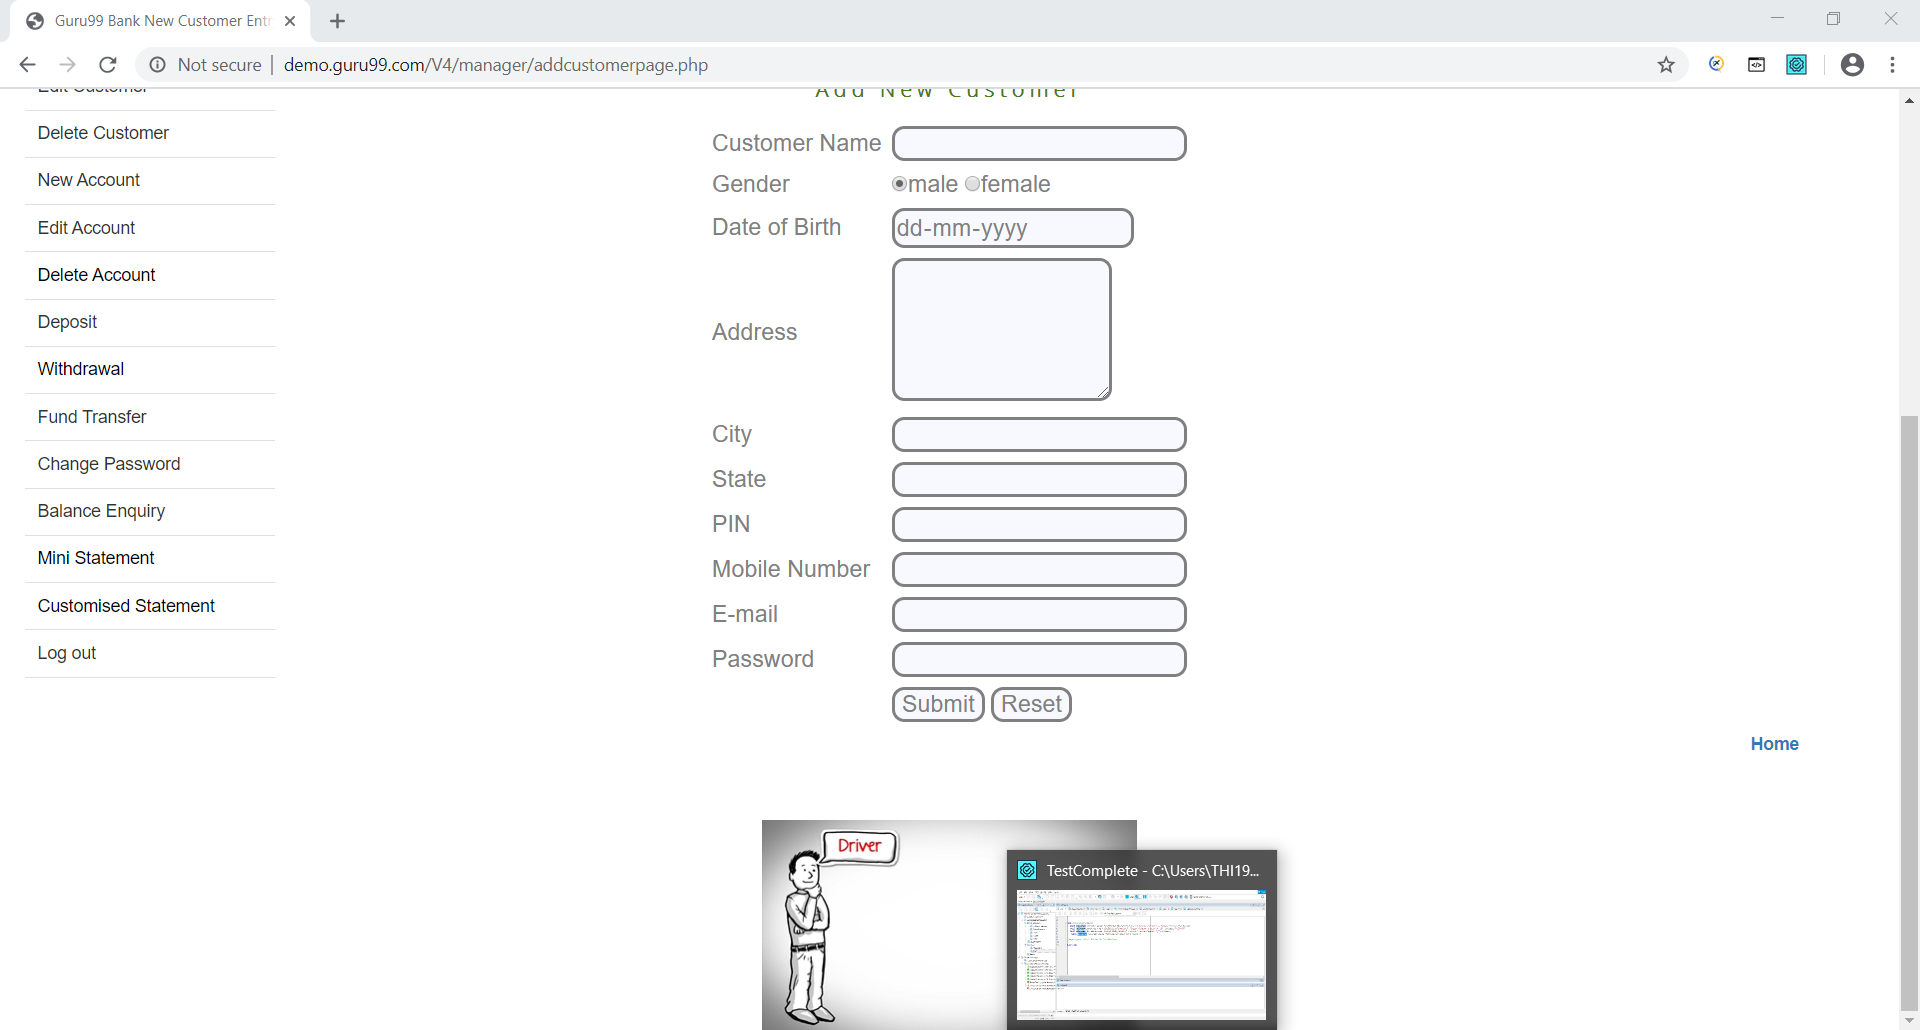 Guru99 Bank New Customer Entr
Not secure
demo.guru99.com/V4/manager/addcustomerpage.php
Edit Customer
Add New Customer
Delete Customer
New Account
Edit Account
Delete Account
Deposit
Withdrawal
Fund Transfer
Change Password
Balance Enquiry
Mini Statement
Customised Statement
Log out
Customer Name
Gender
male female
Date of Birth
dd-mm-yyyy
Address
City
State
PIN
Mobile Number
E-mail
Password
Submit Reset
Home
Driver
TestComplete - C:\Users\THI19...